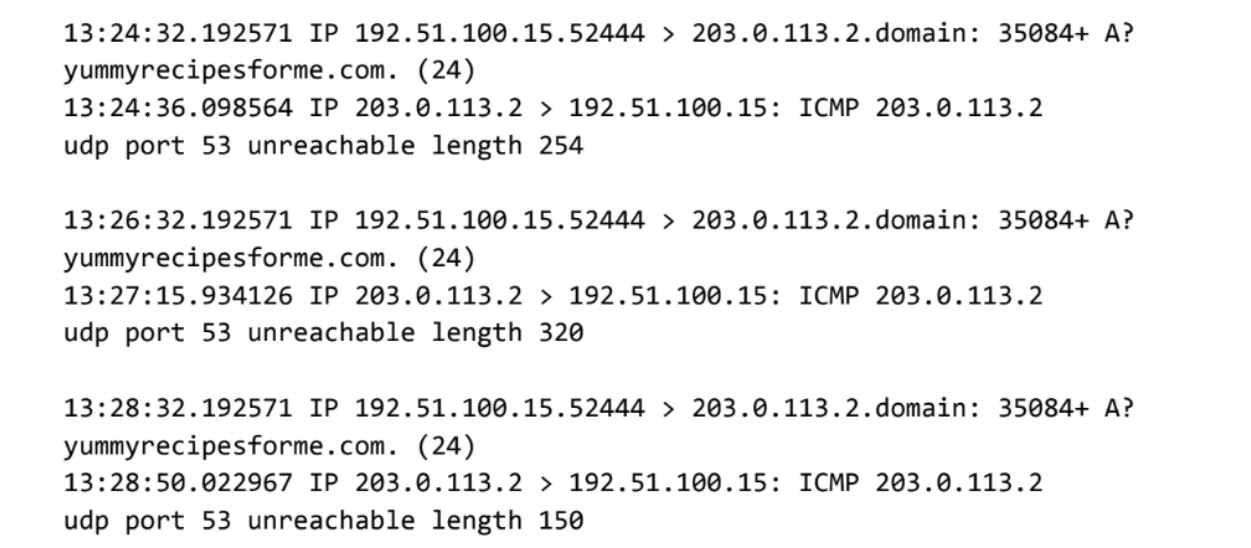 13:24:32.192571 IP 192.51.100.15.52444 > 203.0.113.2.domain: 35084+ A?
yummyrecipesforme.com. (24)
13:24:36.098564 IP 203.0.113.2 > 192.51.100.15: ICMP 203.0.113.2
udp port 53 unreachable length 254
13:26:32.192571 IP 192.51.100.15.52444 > 203.0.113.2.domain: 35084+ A?
yummyrecipesforme.com. (24)
13:27:15.934126 IP 203.0.113.2 > 192.51.100.15: ICMP 203.0.113.2
udp port 53 unreachable length 320
13:28:32.192571 IP 192.51.100.15.52444 > 203.0.113.2.domain: 35084+ A?
yummyrecipesforme.com. (24)
13:28:50.022967 IP 203.0.113.2 > 192.51.100.15: ICMP 203.0.113.2
udp port 53 unreachable length 150